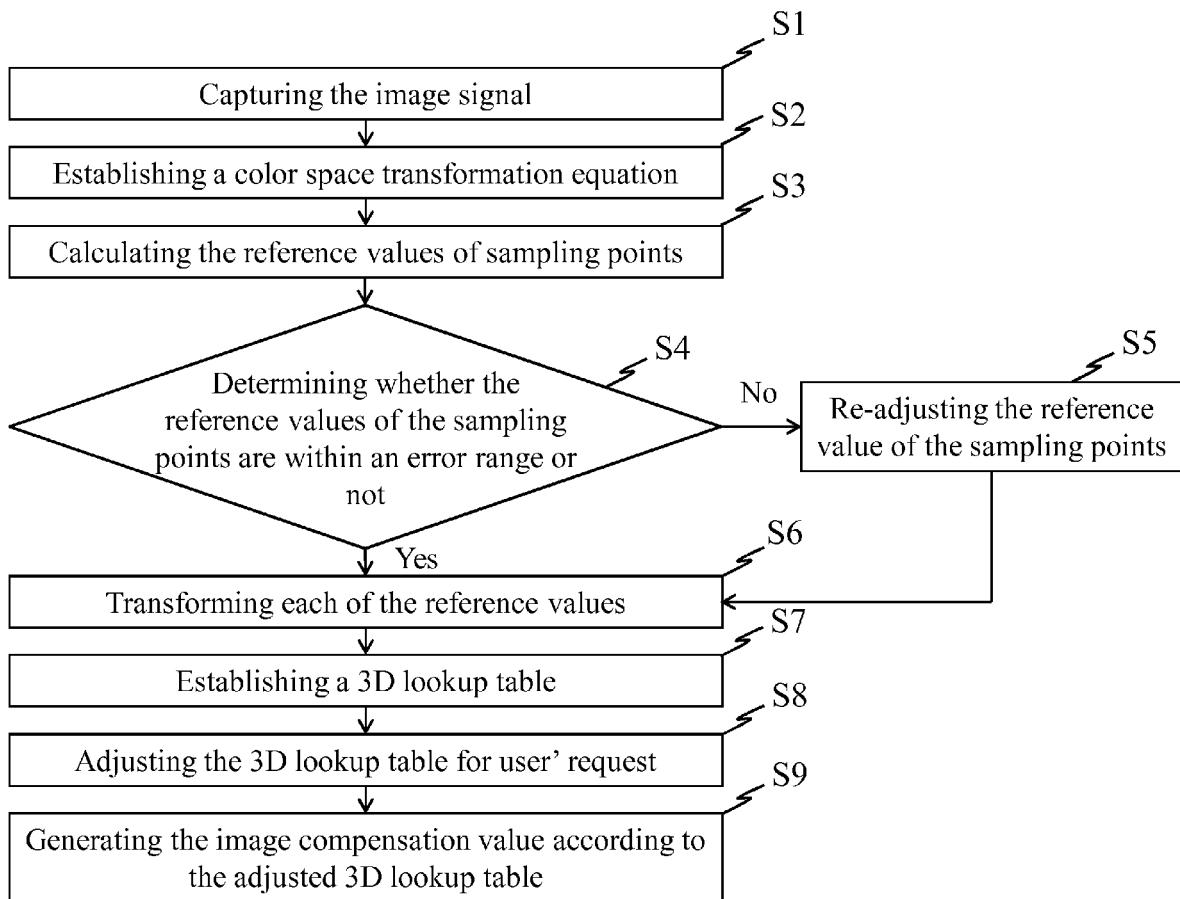 S1
Capturing the image signal
S2
Establishing a color space transformation equation
S3
Calculating the reference values of sampling points
S4
Determining whether the
reference values of the sampling
points are within an error range or
not
No
S5
Re-adjusting the reference
value of the sampling points
Yes
S6
Transforming each of the reference values
S7
Establishing a 3D lookup table
S8
Adjusting the 3D lookup table for user’ request
S9
Generating the image compensation value according to
the adjusted 3D lookup table